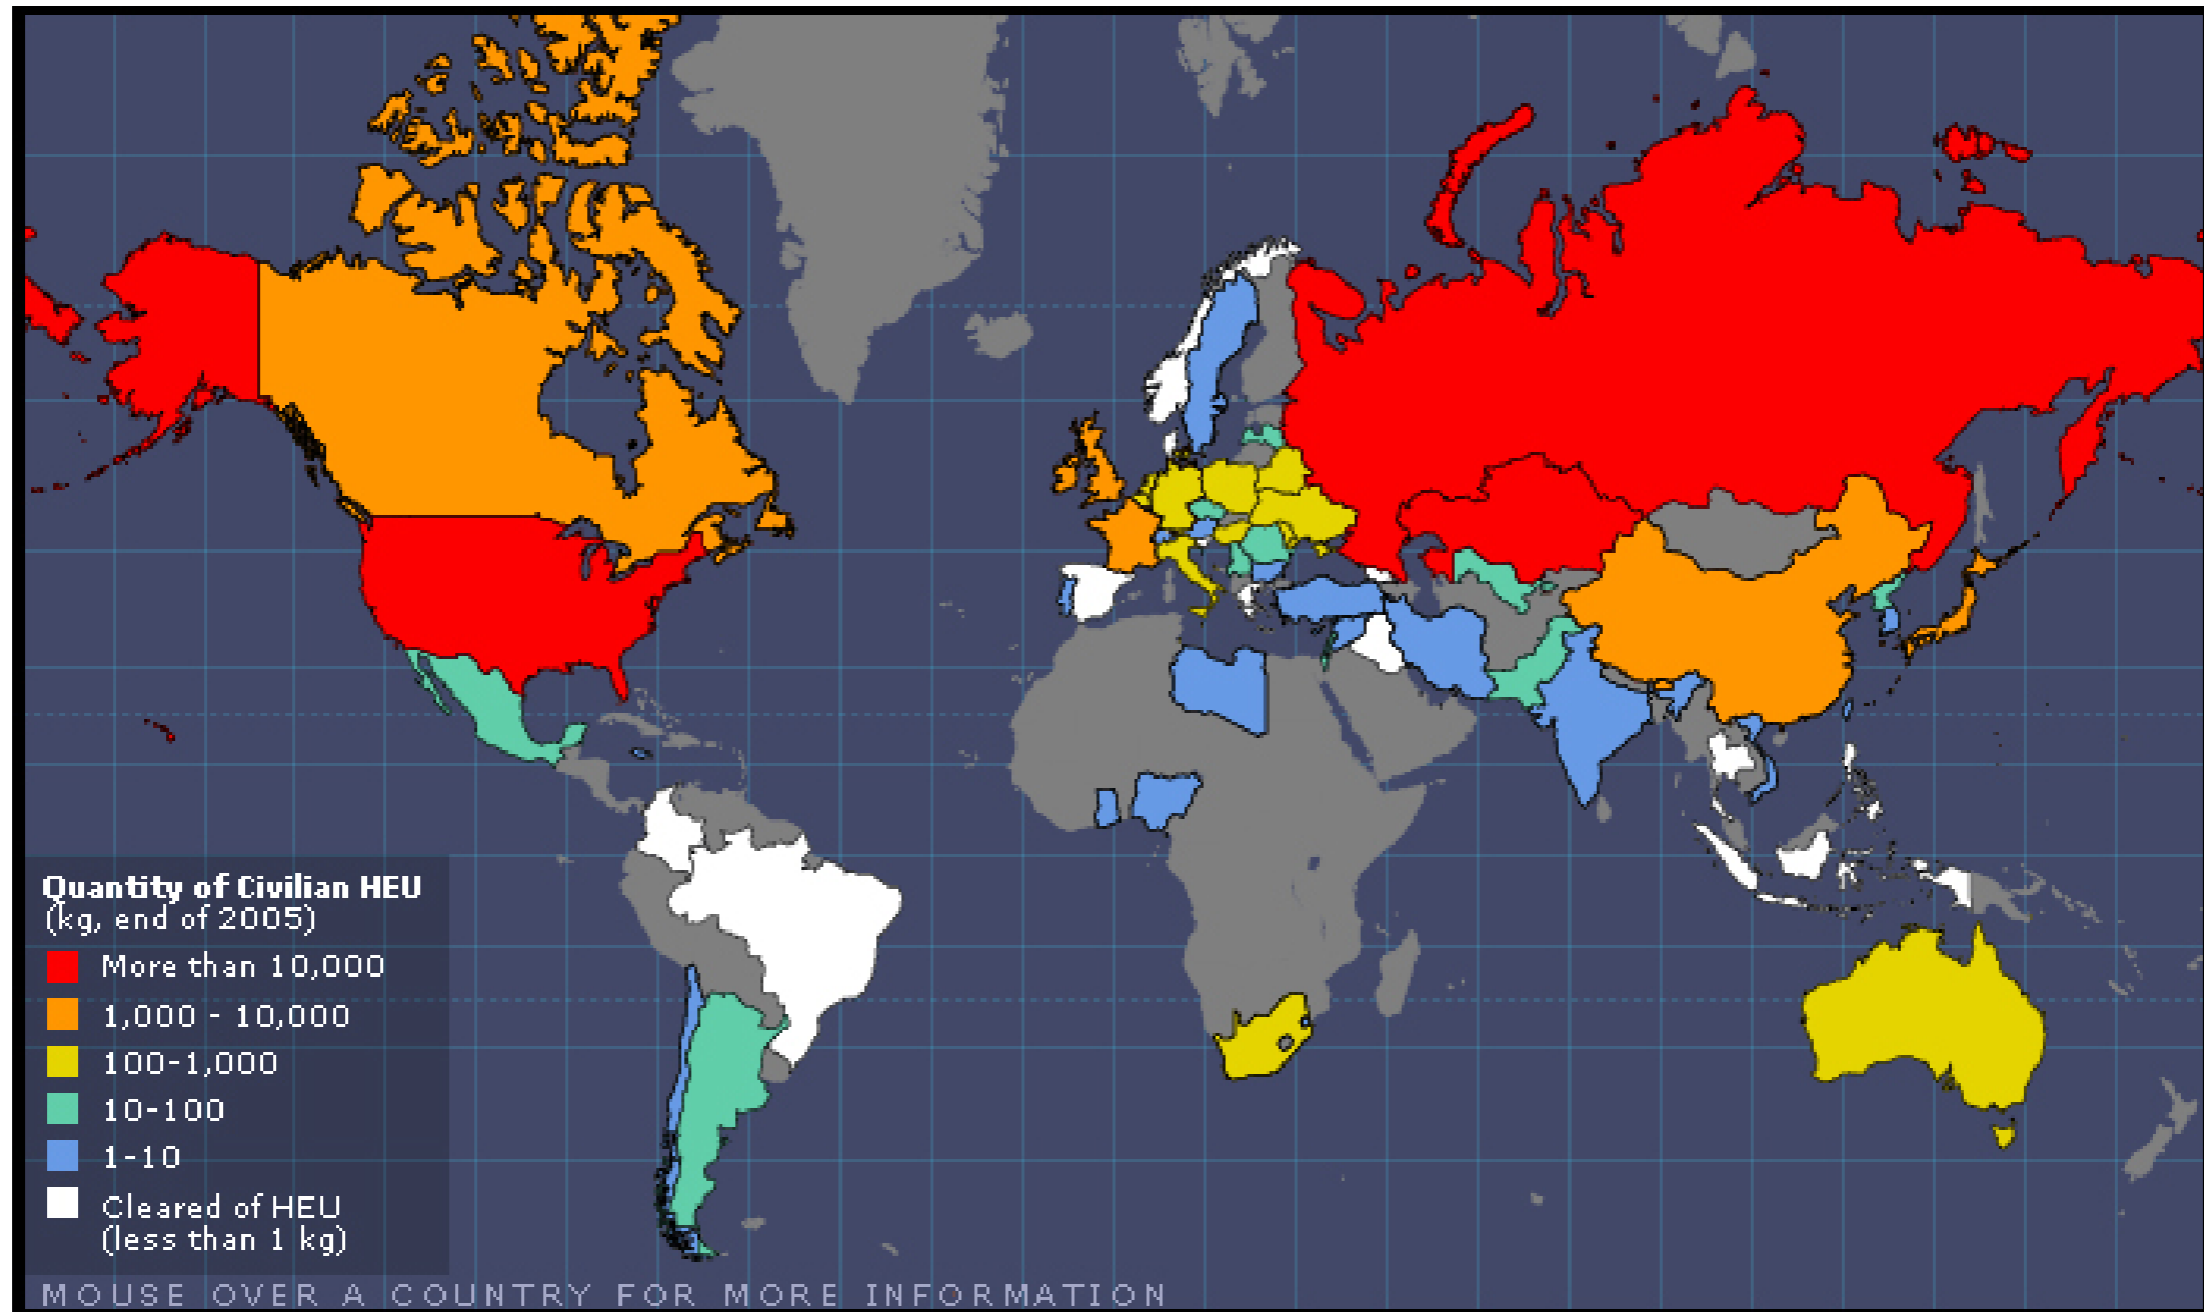 Quantity of Civilian HEU
(kg, end of 2005)
More than 10,000
1,000 - 10,000
100-1,000
10-100
1-10
Cleared of HEU
(less than 1 kg)
MOUSE OVER A COUNTRY FOR MORE INFORMATION